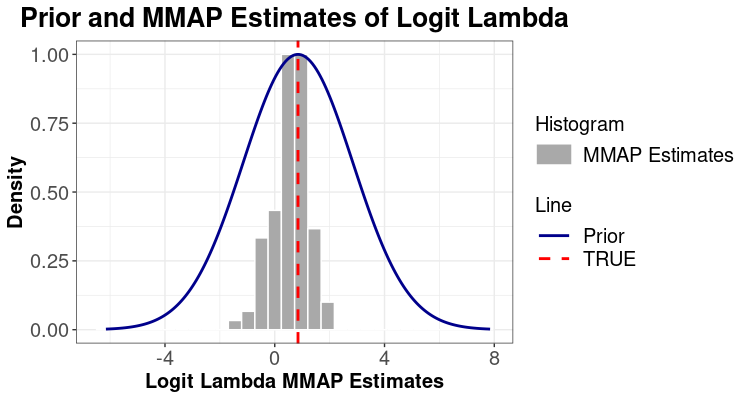 Prior and MMAP Estimates of Logit Lambda
1.00
0.75
0.50
0.25
0.00
Density
-4 0 4 8
Logit Lambda MMAP Estimates
Histogram
MMAP Estimates
Line
Prior
TRUE